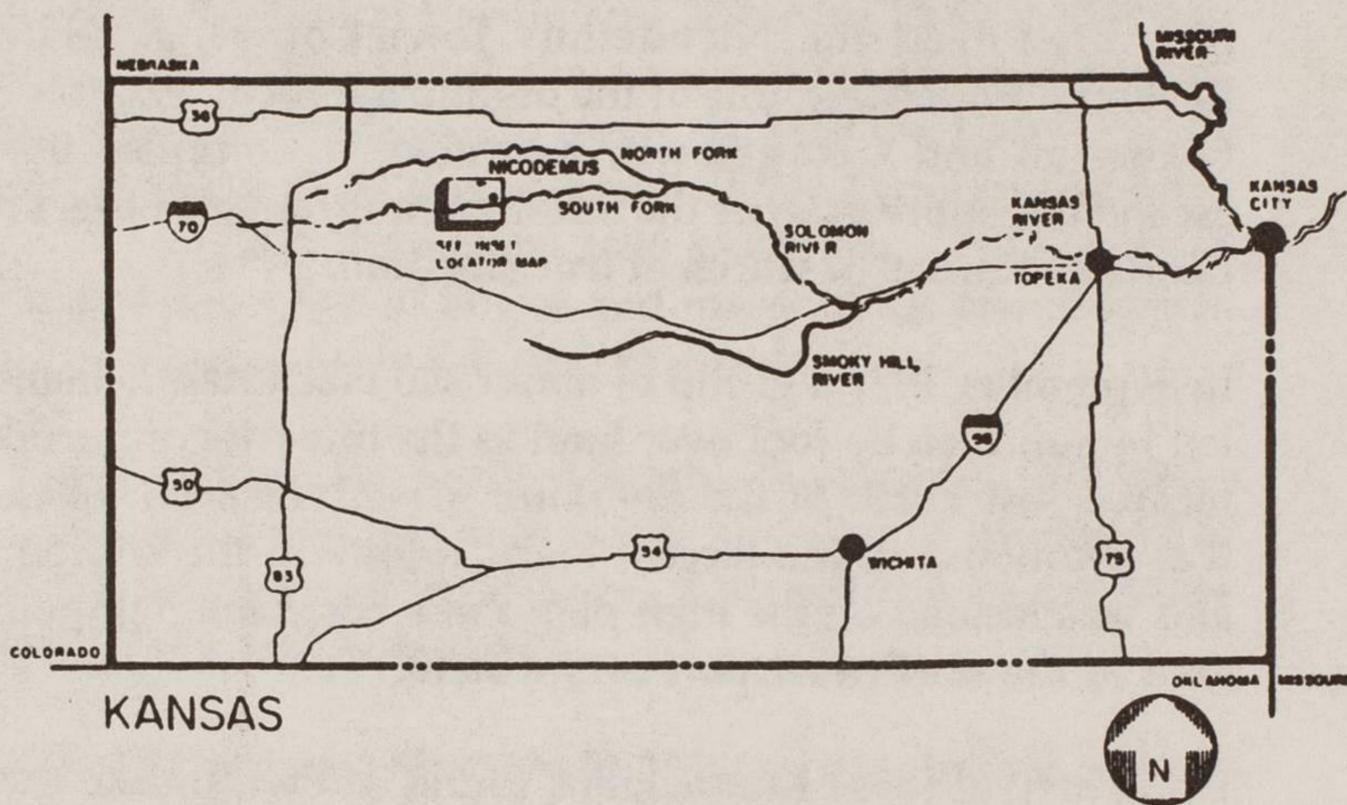 MISSOURI
RIVER
NEBRASKA
36
NICODEMUS
NORTH FORK
SOUTH FORK
SEE INSET
LOCATOR MAP
70
KANSAS
RIVER
KANSAS
CITY
SOLOMON
RIVER
TOPEKA
SMOKY HILL
RIVER
50
54
83
WICHITA
75
COLORADO
OKLAHOMA
MISSOURI
KANSAS
N